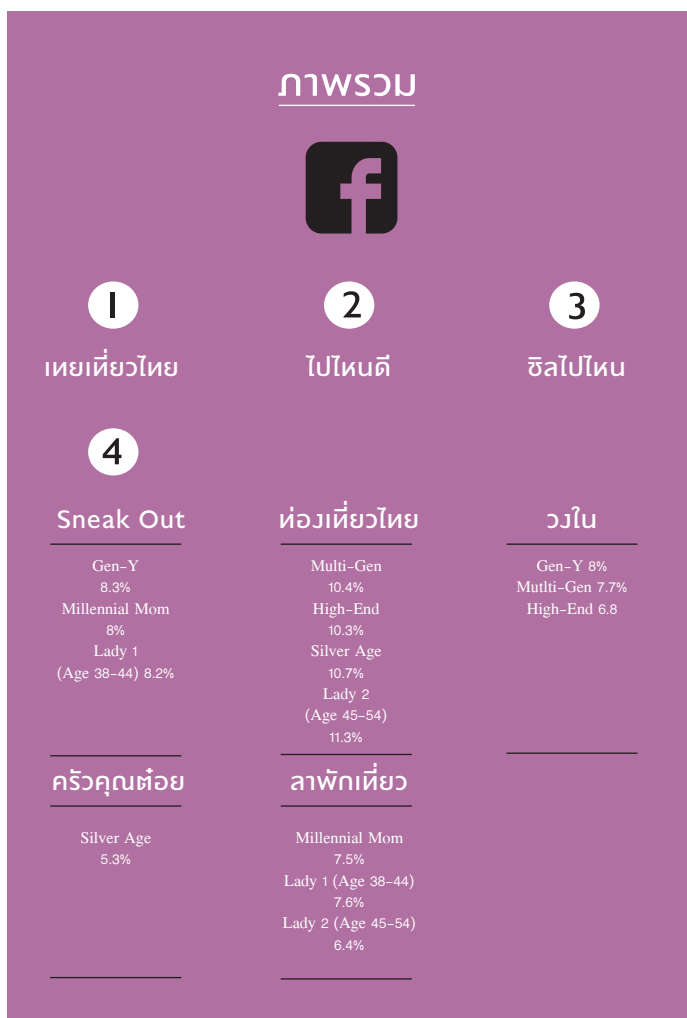 ภาพรวม
f
1
2
3
เทยเที่ยวไทย
ไปไหนดี
ชิลไปไหน
4
Sneak Out
Gen-Y
8.3%
Millennial Mom
8%
Lady 1
(Age 38-44) 8.2%
ท่องเที่ยวไทย
Multi-Gen
10.4%
High-End
10.3%
Silver Age
10.7%
Lady 2
(Age 45-54)
11.3%
วงใน
Gen-Y 8%
Mutlti-Gen 7.7%
High-End 6.8
ครัวคุณต๋อย
Silver Age
5.3%
ลาพักเที่ยว
Millennial Mom
7.5%
Lady 1 (Age 38-44)
7.6%
Lady 2 (Age 45-54)
6.4%